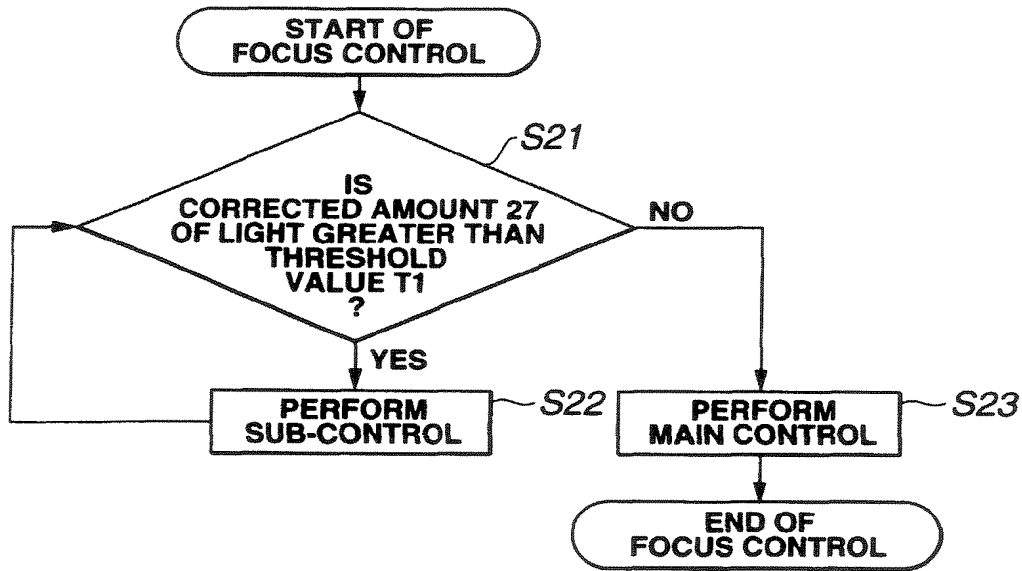 START OF
FOCUS CONTROL
S21
IS
CORRECTED AMOUNT 27
OF LIGHT GREATER THAN
THRESHOLD
VALUE T1
?
NO
YES
PERFORM
SUB-CONTROL
S22
PERFORM
MAIN CONTROL
S23
END OF
FOCUS CONTROL